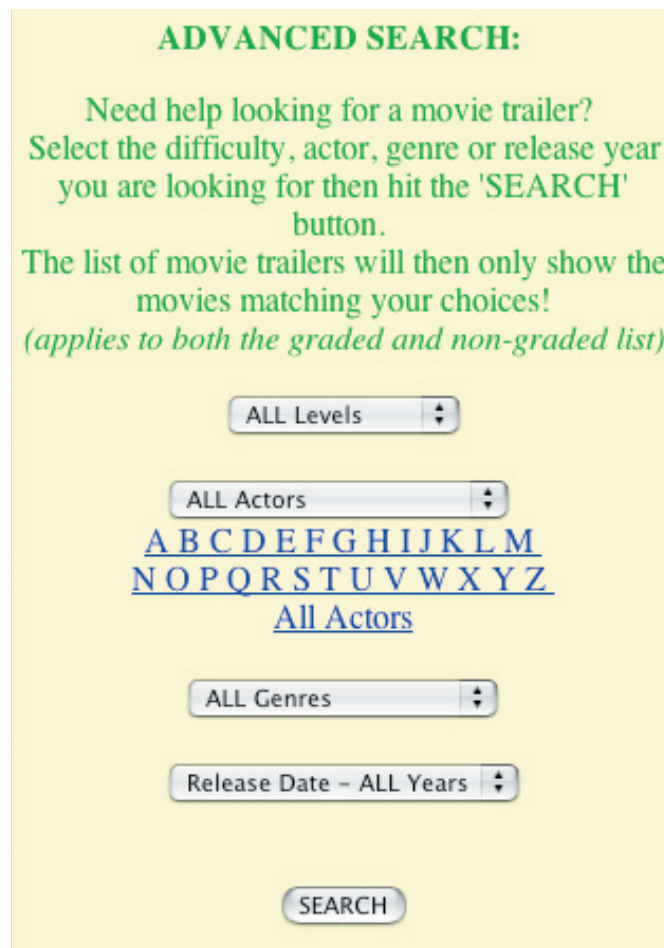 ADVANCED SEARCH:
Need help looking for a movie trailer?
Select the difficulty, actor, genre or release year
you are looking for then hit the 'SEARCH'
button.
The list of movie trailers will then only show the
movies matching your choices!
(applies to both the graded and non-graded list)
ALL Levels
ALL Actors
A B C D E F G H I J K L M
N O P Q R S T U V W X Y Z
All Actors
ALL Genres
Release Date - ALL Years
SEARCH